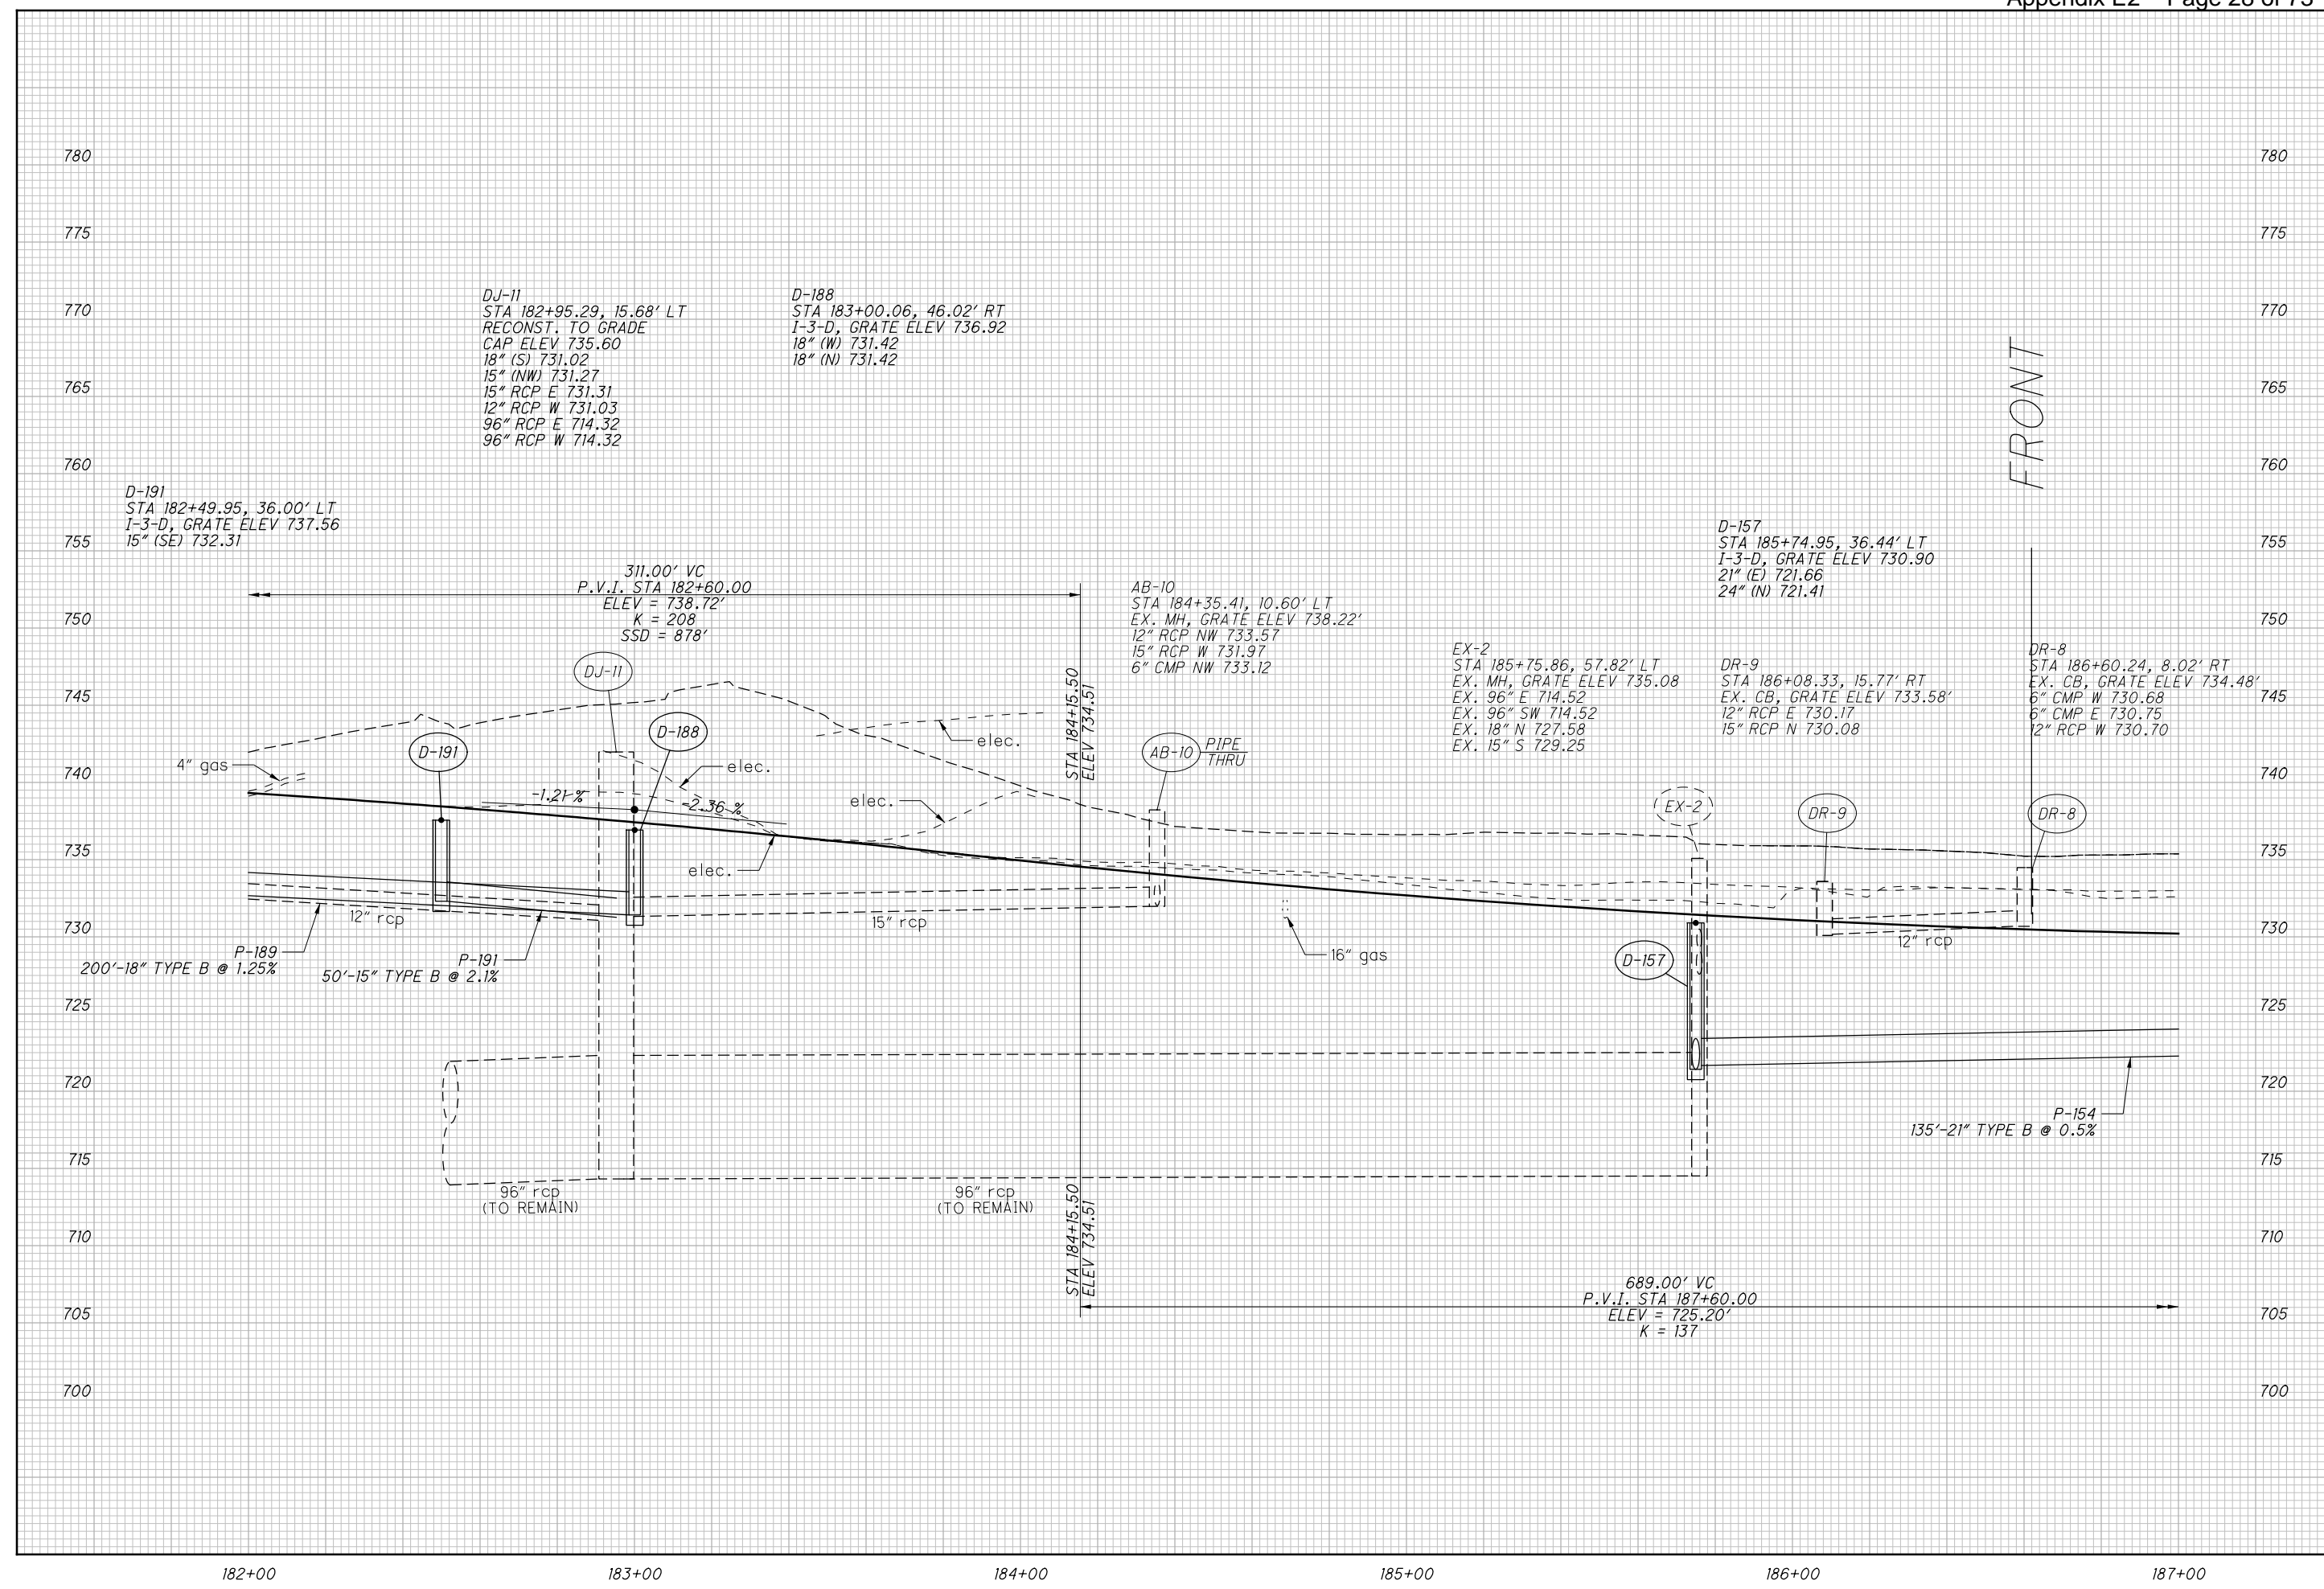 Appendix E2 Page 28 of 73
780
780
775
775
DJ-11
STA 182+95.29, 15.68' LT
RECONST. TO GRADE
CAP ELEV 735.60
18" (S) 731.02
15" (NW) 731.27
15" RCP E 731.31
12" RCP W 731.03
96" RCP E 714.32
96" RCP W 714.32
D-188
STA 183+00.06, 46.02' RT
I-3-D, GRATE ELEV 736.92
18" (W) 731.42
18" (N) 731.42
770
770
765
765
FRONT
760
760
D-191
STA 182+49.95, 36.00' LT
I-3-D, GRATE ELEV 737.56
15" (SE) 732.31
D-157
STA 185+74.95, 36.44' LT
I-3-D, GRATE ELEV 730.90
21" (E) 721.66
24" (N) 721.41
755
755
311.00' VC
P.V.I. STA 182+60.00
ELEV = 738.72'
K = 208
SSD = 878'
AB-10
STA 184+35.41, 10.60' LT
EX. MH, GRATE ELEV 738.22'
12" RCP NW 733.57
15" RCP W 731.97
6" CMP NW 733.12
750
750
EX-2
STA 185+75.86, 57.82' LT
EX. MH, GRATE ELEV 735.08
EX. 96" E 714.52
EX. 96" SW 714.52
EX. 18" N 727.58
EX. 15" S 729.25
DR-9
STA 186+08.33, 15.77' RT
EX. CB, GRATE ELEV 733.58'
12" RCP E 730.17
15" RCP N 730.08
DR-8
STA 186+60.24, 8.02' RT
EX. CB, GRATE ELEV 734.48'
6" CMP W 730.68
6" CMP E 730.75
12" RCP W 730.70
745
745
STA 184+15.50
ELEV 734.51
DJ-11
D-188
D-191
elec.
AB-10
PIPE
THRU
4" gas
elec.
740
740
-1.21 %
-2.36 %
elec.
EX-2
DR-9
DR-8
735
735
elec.
730
730
12" rcp
15" rcp
12" rcp
P-189
200'-18" TYPE B @ 1.25%
P-191
50'-15" TYPE B @ 2.1%
16" gas
D-157
725
725
720
720
P-154
135'-21" TYPE B @ 0.5%
715
715
96" rcp
(TO REMAIN)
96" rcp
(TO REMAIN)
STA 184+15.50
ELEV 734.51
710
710
689.00' VC
P.V.I. STA 187+60.00
ELEV = 725.20'
K = 137
705
705
700
700
182+00
183+00
184+00
185+00
186+00
187+00